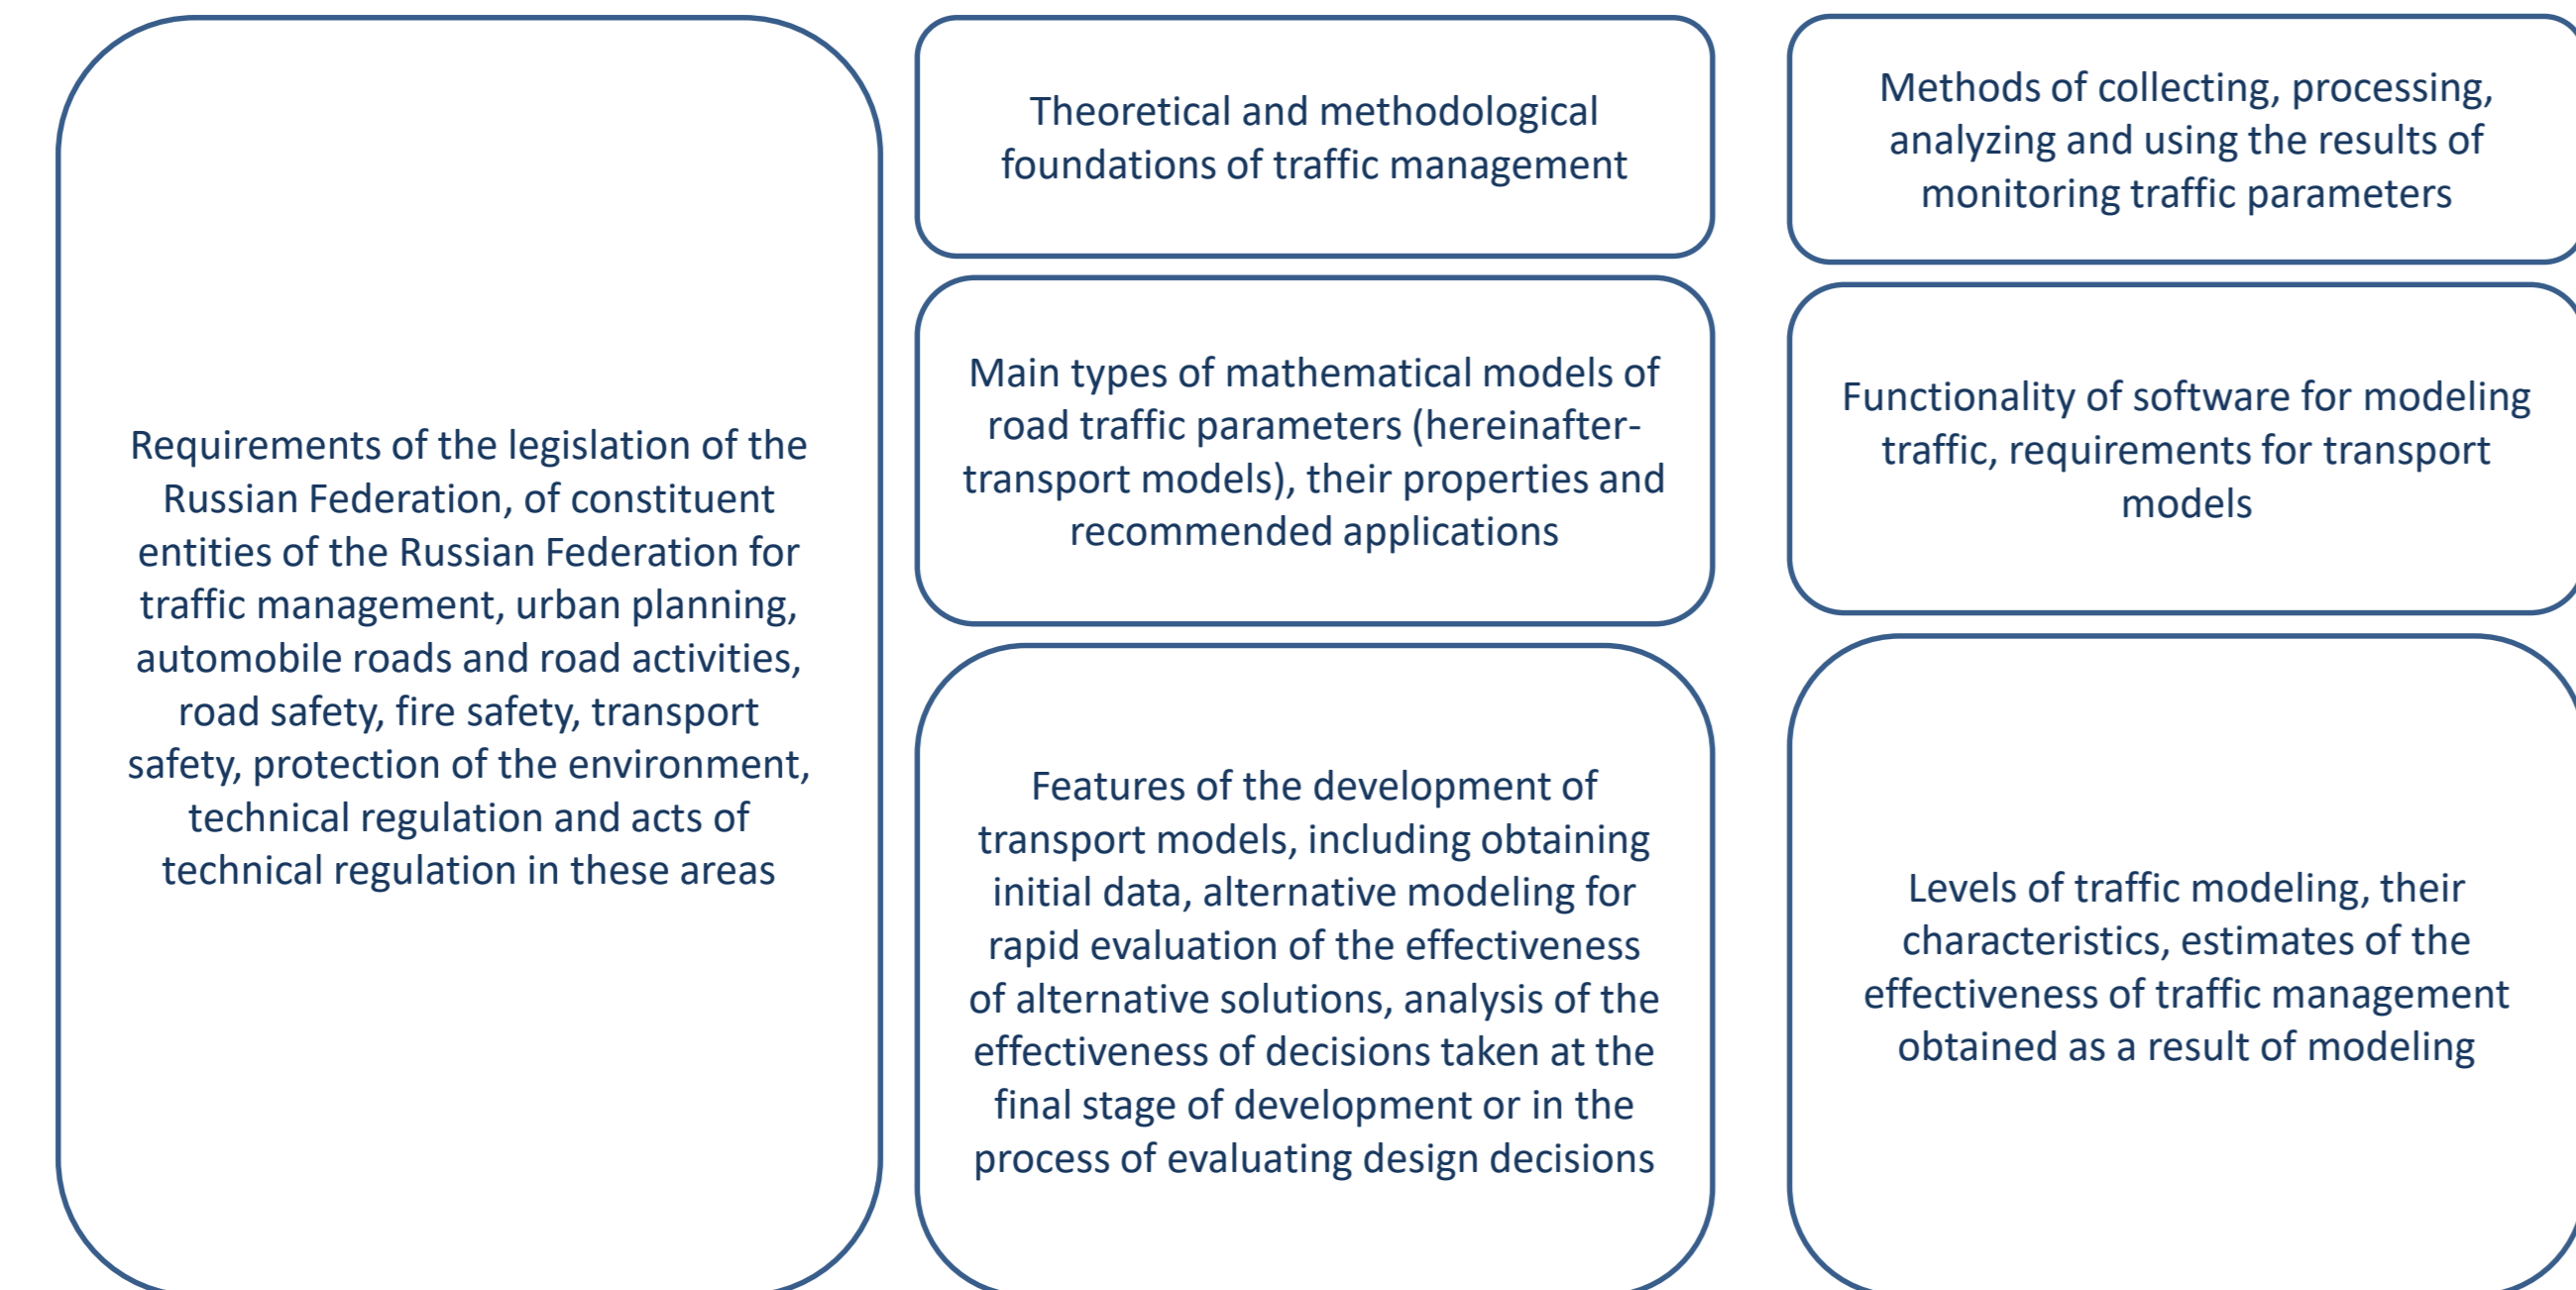 Requirements of the legislation of the
Russian Federation, of constituent
entities of the Russian Federation for
traffic management, urban planning,
automobile roads and road activities,
road safety, fire safety, transport
safety, protection of the environment,
technical regulation and acts of
technical regulation in these areas
Theoretical and methodological
foundations of traffic management
Main types of mathematical models of
road traffic parameters (hereinafter-
transport models), their properties and
recommended applications
Features of the development of
transport models, including obtaining
initial data, alternative modeling for
rapid evaluation of the effectiveness
of alternative solutions, analysis of the
effectiveness of decisions taken at the
final stage of development or in the
process of evaluating design decisions
Methods of collecting, processing,
analyzing and using the results of
monitoring traffic parameters
Functionality of software for modeling
traffic, requirements for transport
models
Levels of traffic modeling, their
characteristics, estimates of the
effectiveness of traffic management
obtained as a result of modeling